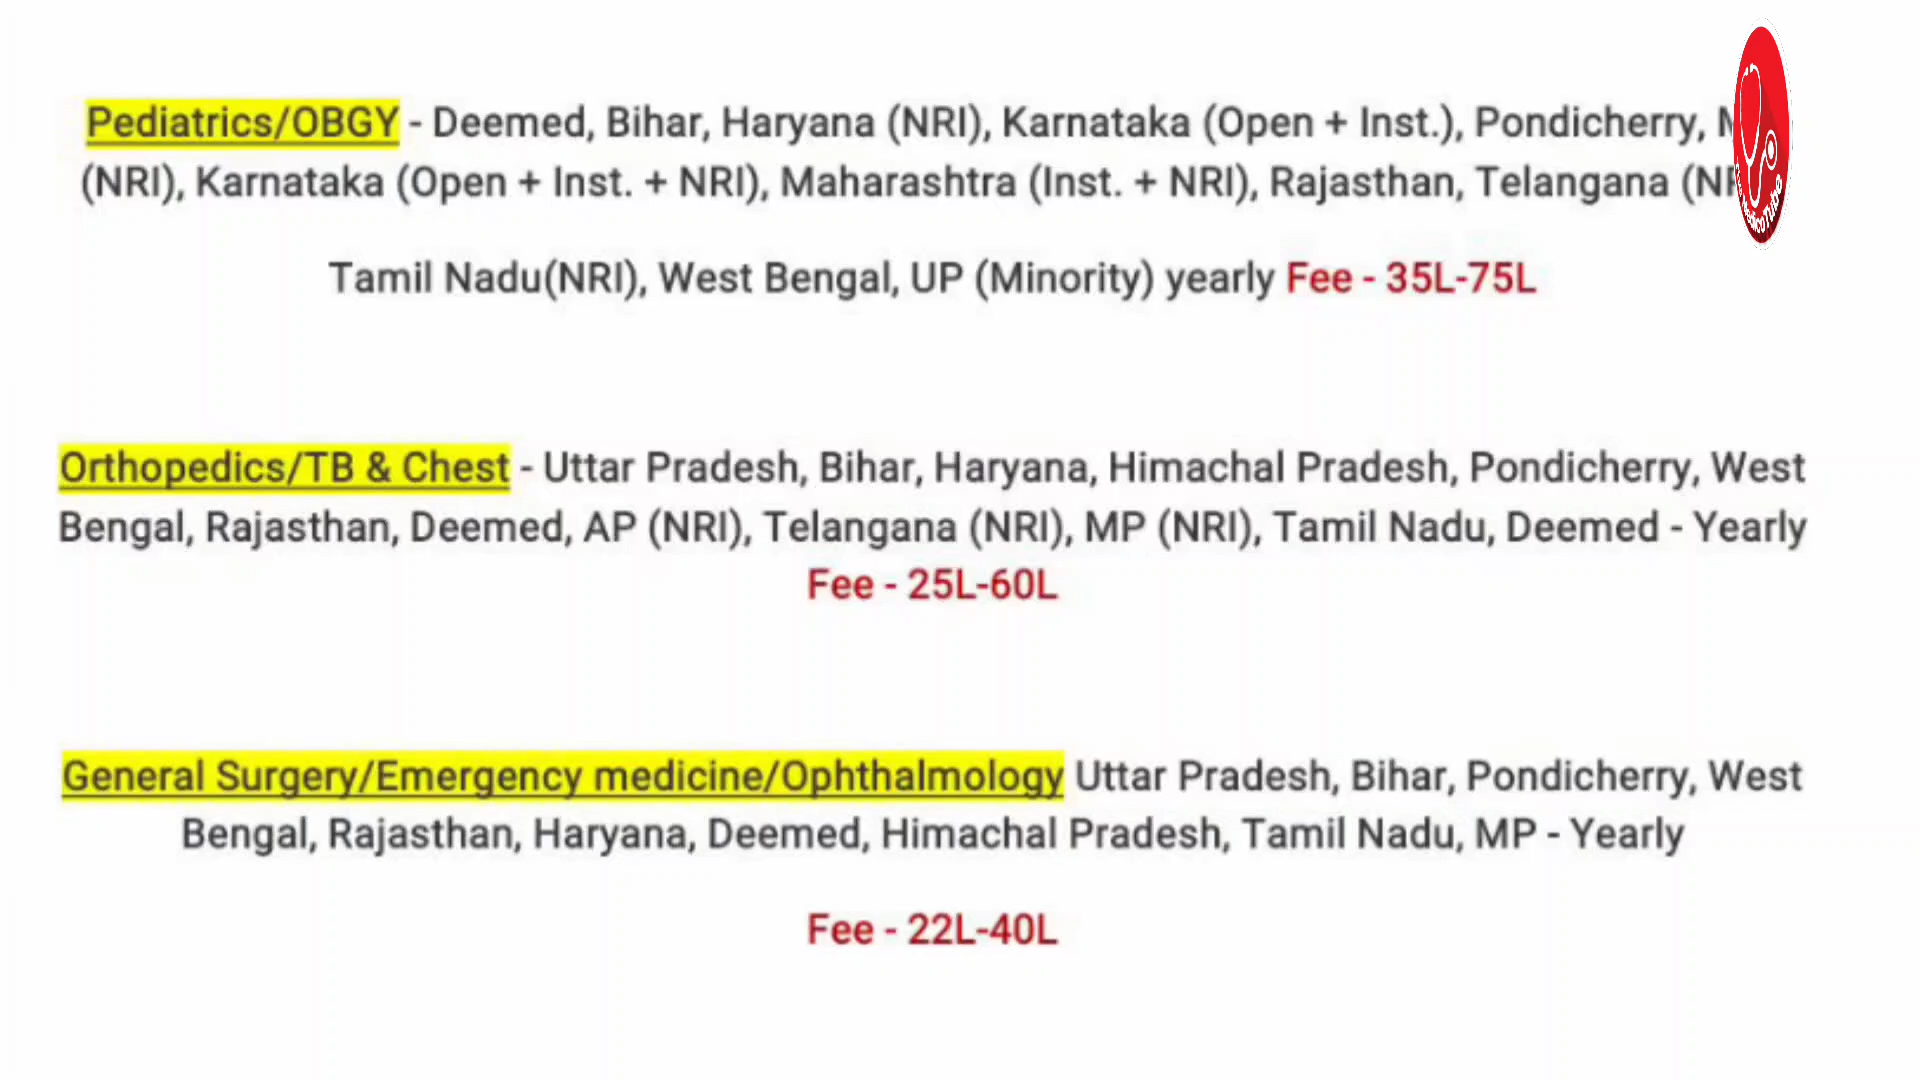 Pediatrics/OBGY - Deemed, Bihar, Haryana (NRI), Karnataka (Open + Inst.), Pondicherry,
(NRI), Karnataka (Open + Inst. + NRI), Maharashtra (Inst. + NRI), Rajasthan, Telangana
Tamil Nadu(NRI), West Bengal, UP (Minority) yearly Fee - 35L-75L
Orthopedics/TB & Chest - Uttar Pradesh, Bihar, Haryana, Himachal Pradesh, Pondicherry, West
Bengal, Rajasthan, Deemed, AP (NRI), Telangana (NRI), MP (NRI), Tamil Nadu, Deemed - Yearly
Fee - 25L-60L
General Surgery/Emergency medicine/Ophthalmology Uttar Pradesh, Bihar, Pondicherry, West
Bengal, Rajasthan, Haryana, Deemed, Himachal Pradesh, Tamil Nadu, MP - Yearly
Fee - 22L-40L